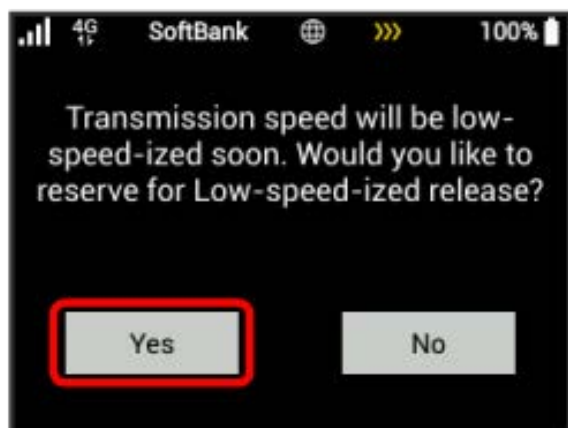 4G SoftBank 100%
Transmission speed will be low-
speed-ized soon. Would you like to
reserve for Low-speed-ized release?
Yes No